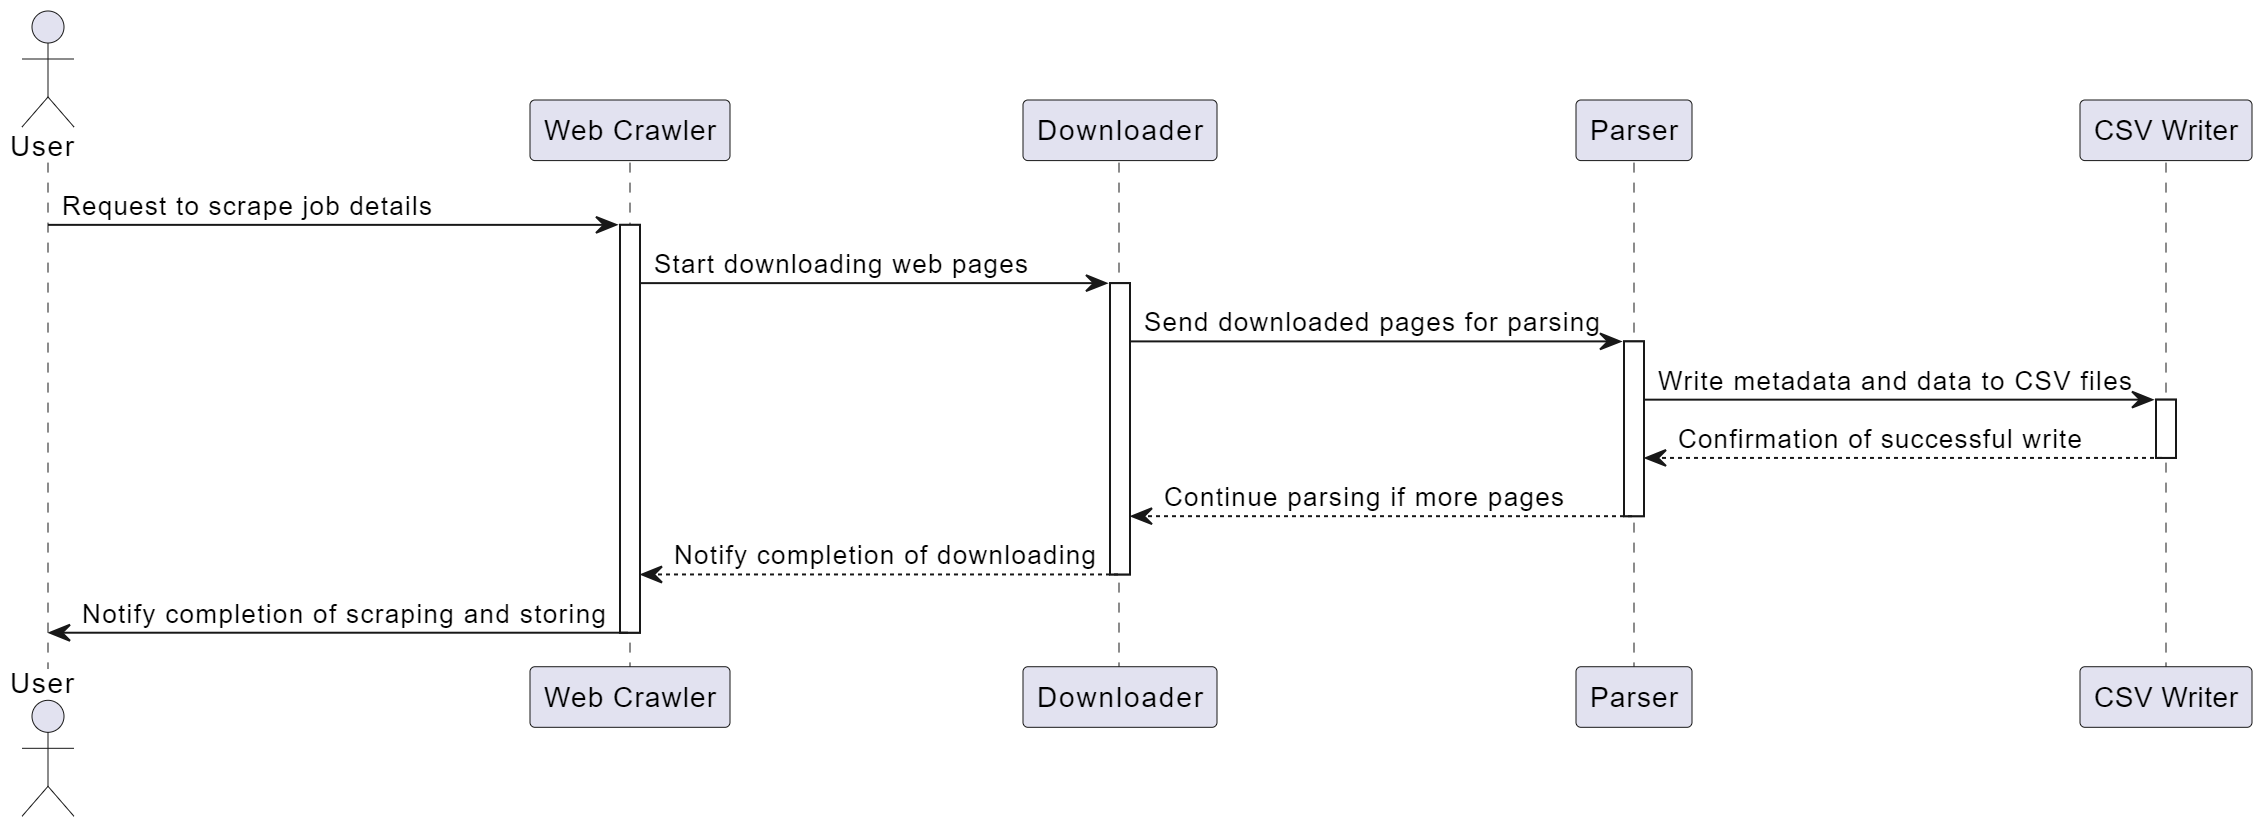 User
Web Crawler
Downloader
Parser
CSV Writer
Request to scrape job details
Start downloading web pages
Send downloaded pages for parsing
Write metadata and data to CSV files
Confirmation of successful write
Continue parsing if more pages
Notify completion of downloading
Notify completion of scraping and storing
User
Web Crawler
Downloader
Parser
CSV Writer